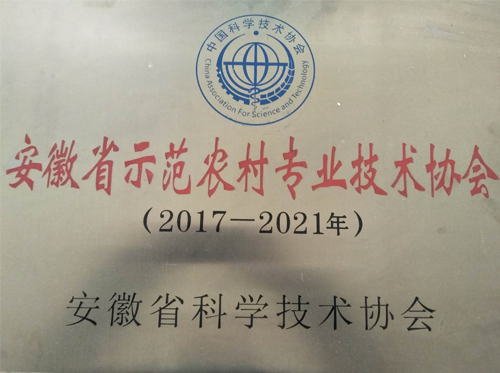 中国科学技术协会
China Association For Science and Technology
安徽省示范农村专业技术协会
(2017—2021年)
安徽省科学技术协会